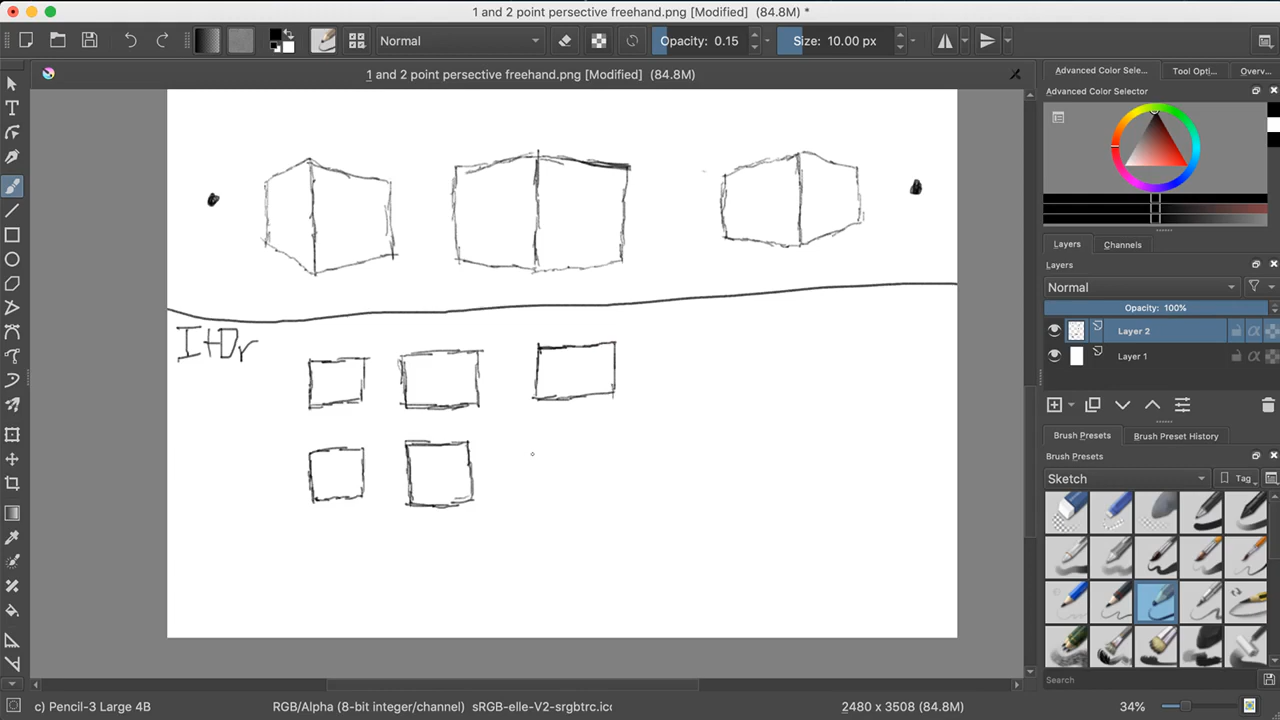 1 and 2 point persective freehand.png [Modified] (84.8M) *
Normal Opacity: 0.15 Size: 10.00 px
1 and 2 point persective freehand.png [Modified] (84.8M)
Advanced Color Sele... Tool Opti... Overv...
Advanced Color Selector
Layers Channels
Layers
Normal
Opacity: 100%
Layer 2
Layer 1
I+Dr
Brush Presets Brush Preset History
Brush Presets
Sketch Tag
Search
c) Pencil-3 Large 4B RGB/Alpha (8-bit integer/channel) sRGB-elle-V2-srgbtrc.icc 2480 x 3508 (84.8M) 34%